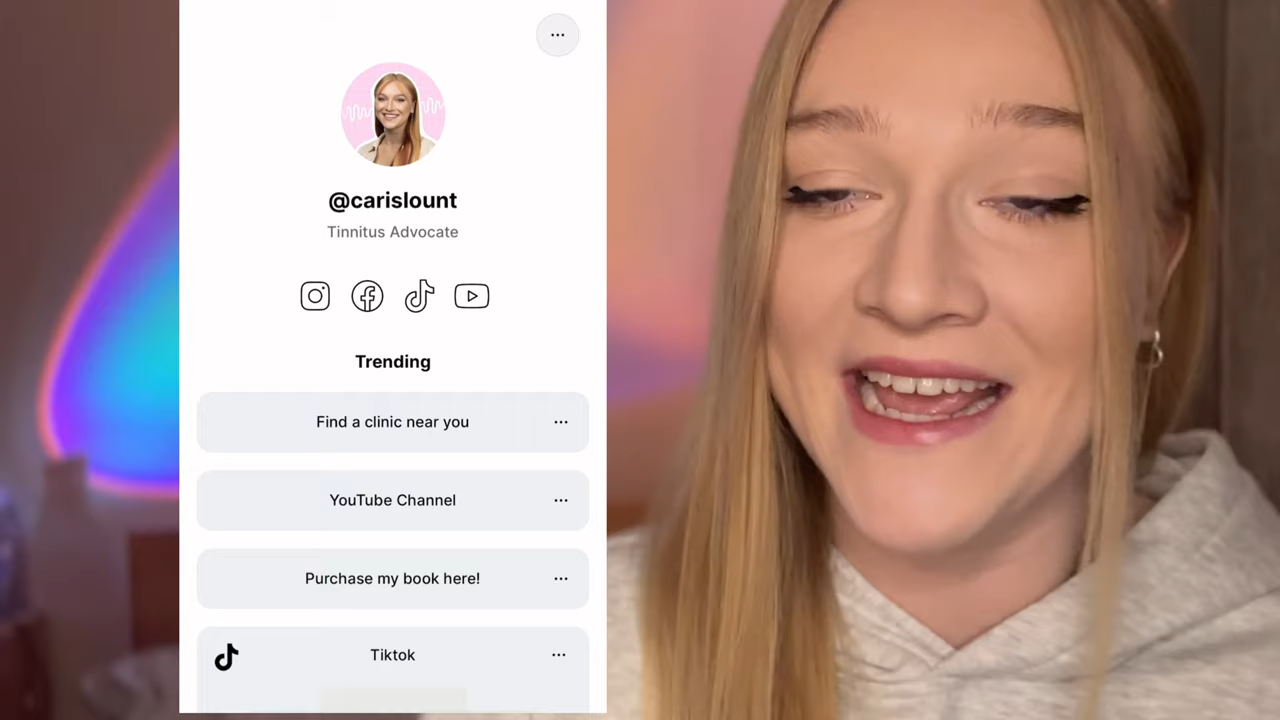 @carislount
Tinnitus Advocate
Trending
Find a clinic near you
YouTube Channel
Purchase my book here!
Tiktok